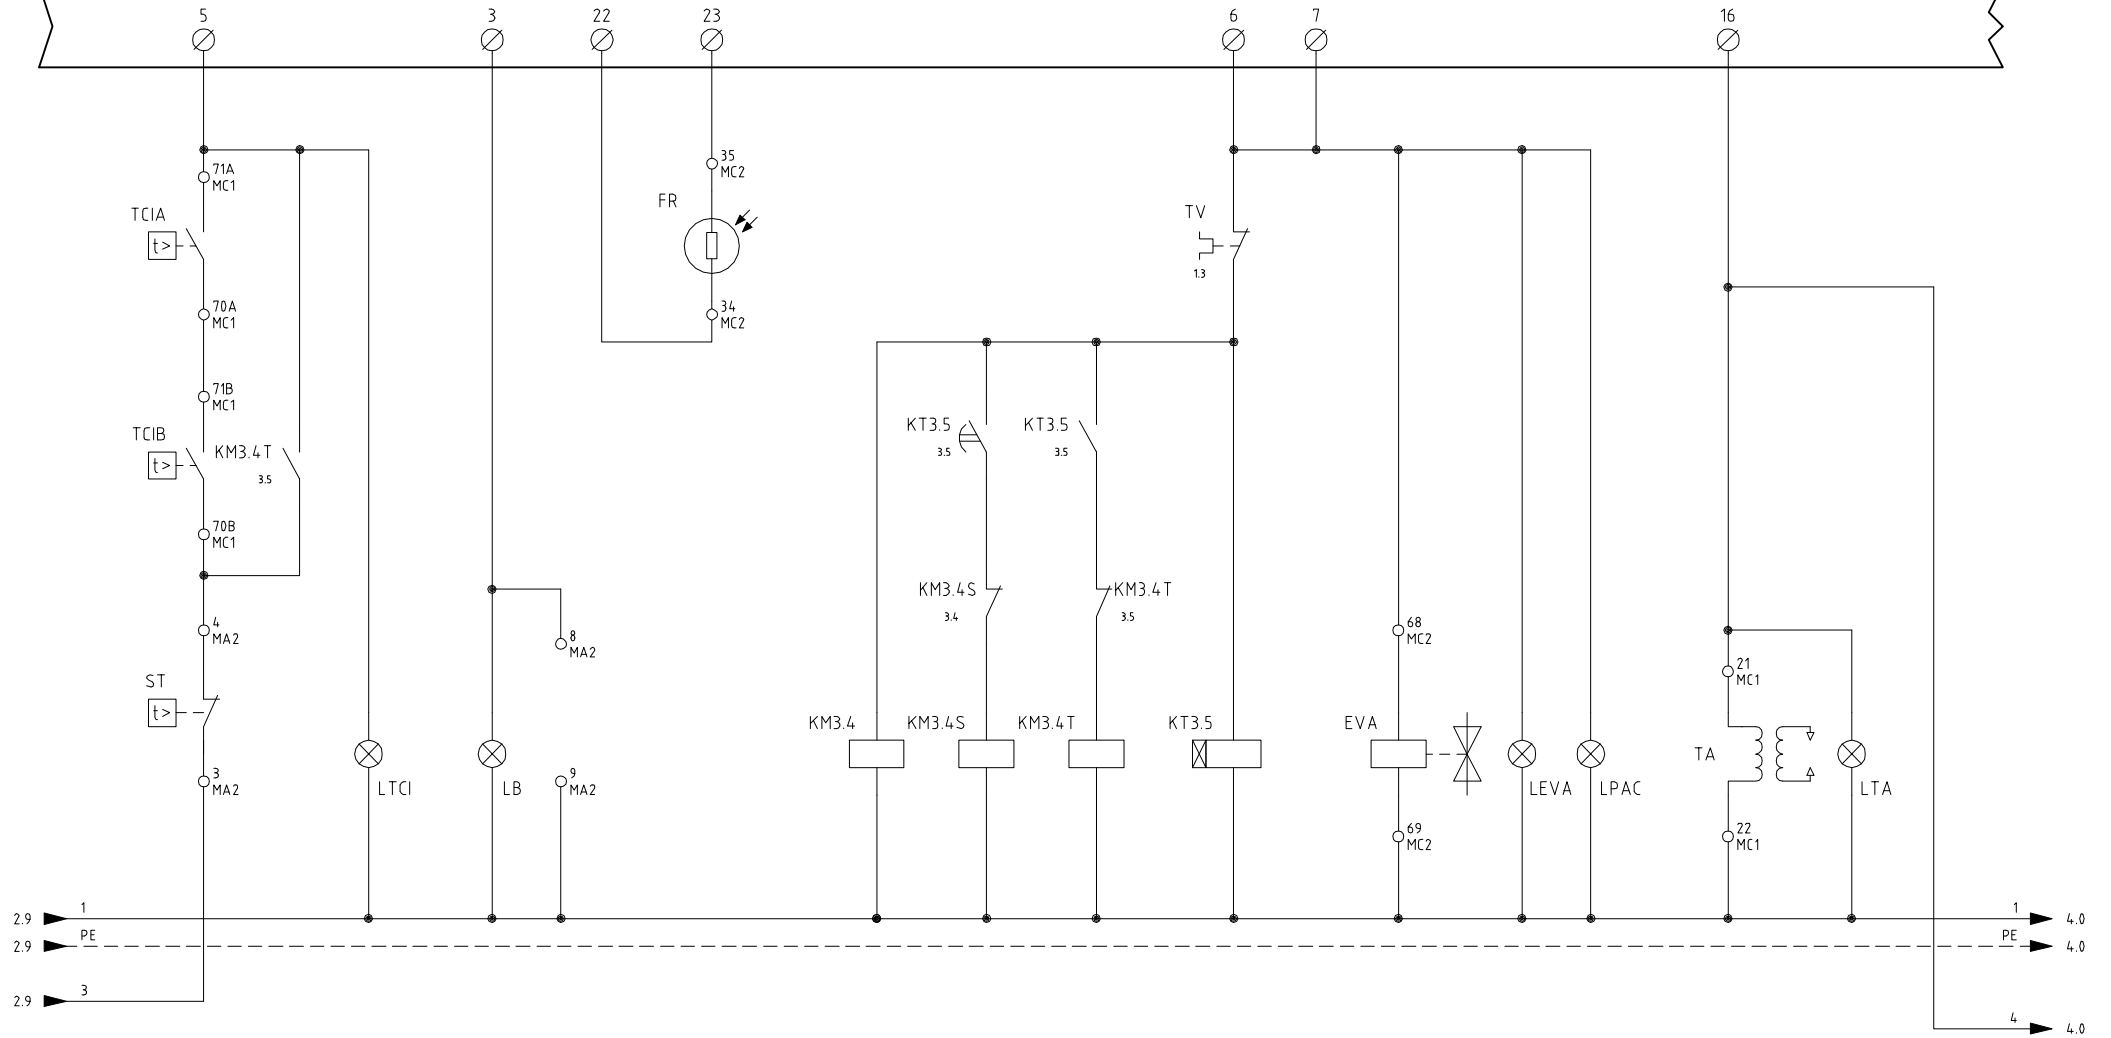 5
3
22
23
6
7
16
71A
MC1
35
MC2
TCIA
t>
FR
TV
1.3
70A
MC1
34
MC2
71B
MC1
TCIB
t>
KM3.4T
3.5
KT3.5
3.5
KT3.5
3.5
70B
MC1
KM3.4S
3.4
KM3.4T
3.5
4
MA2
8
MA2
68
MC2
21
MC1
ST
t>
KM3.4
KM3.4S
KM3.4T
KT3.5
EVA
TA
3
MA2
LTCI
LB
9
MA2
LEVA
LPAC
LTA
69
MC2
22
MC1
2.9
1
1
4.0
2.9
PE
PE
4.0
2.9
3
4
4.0